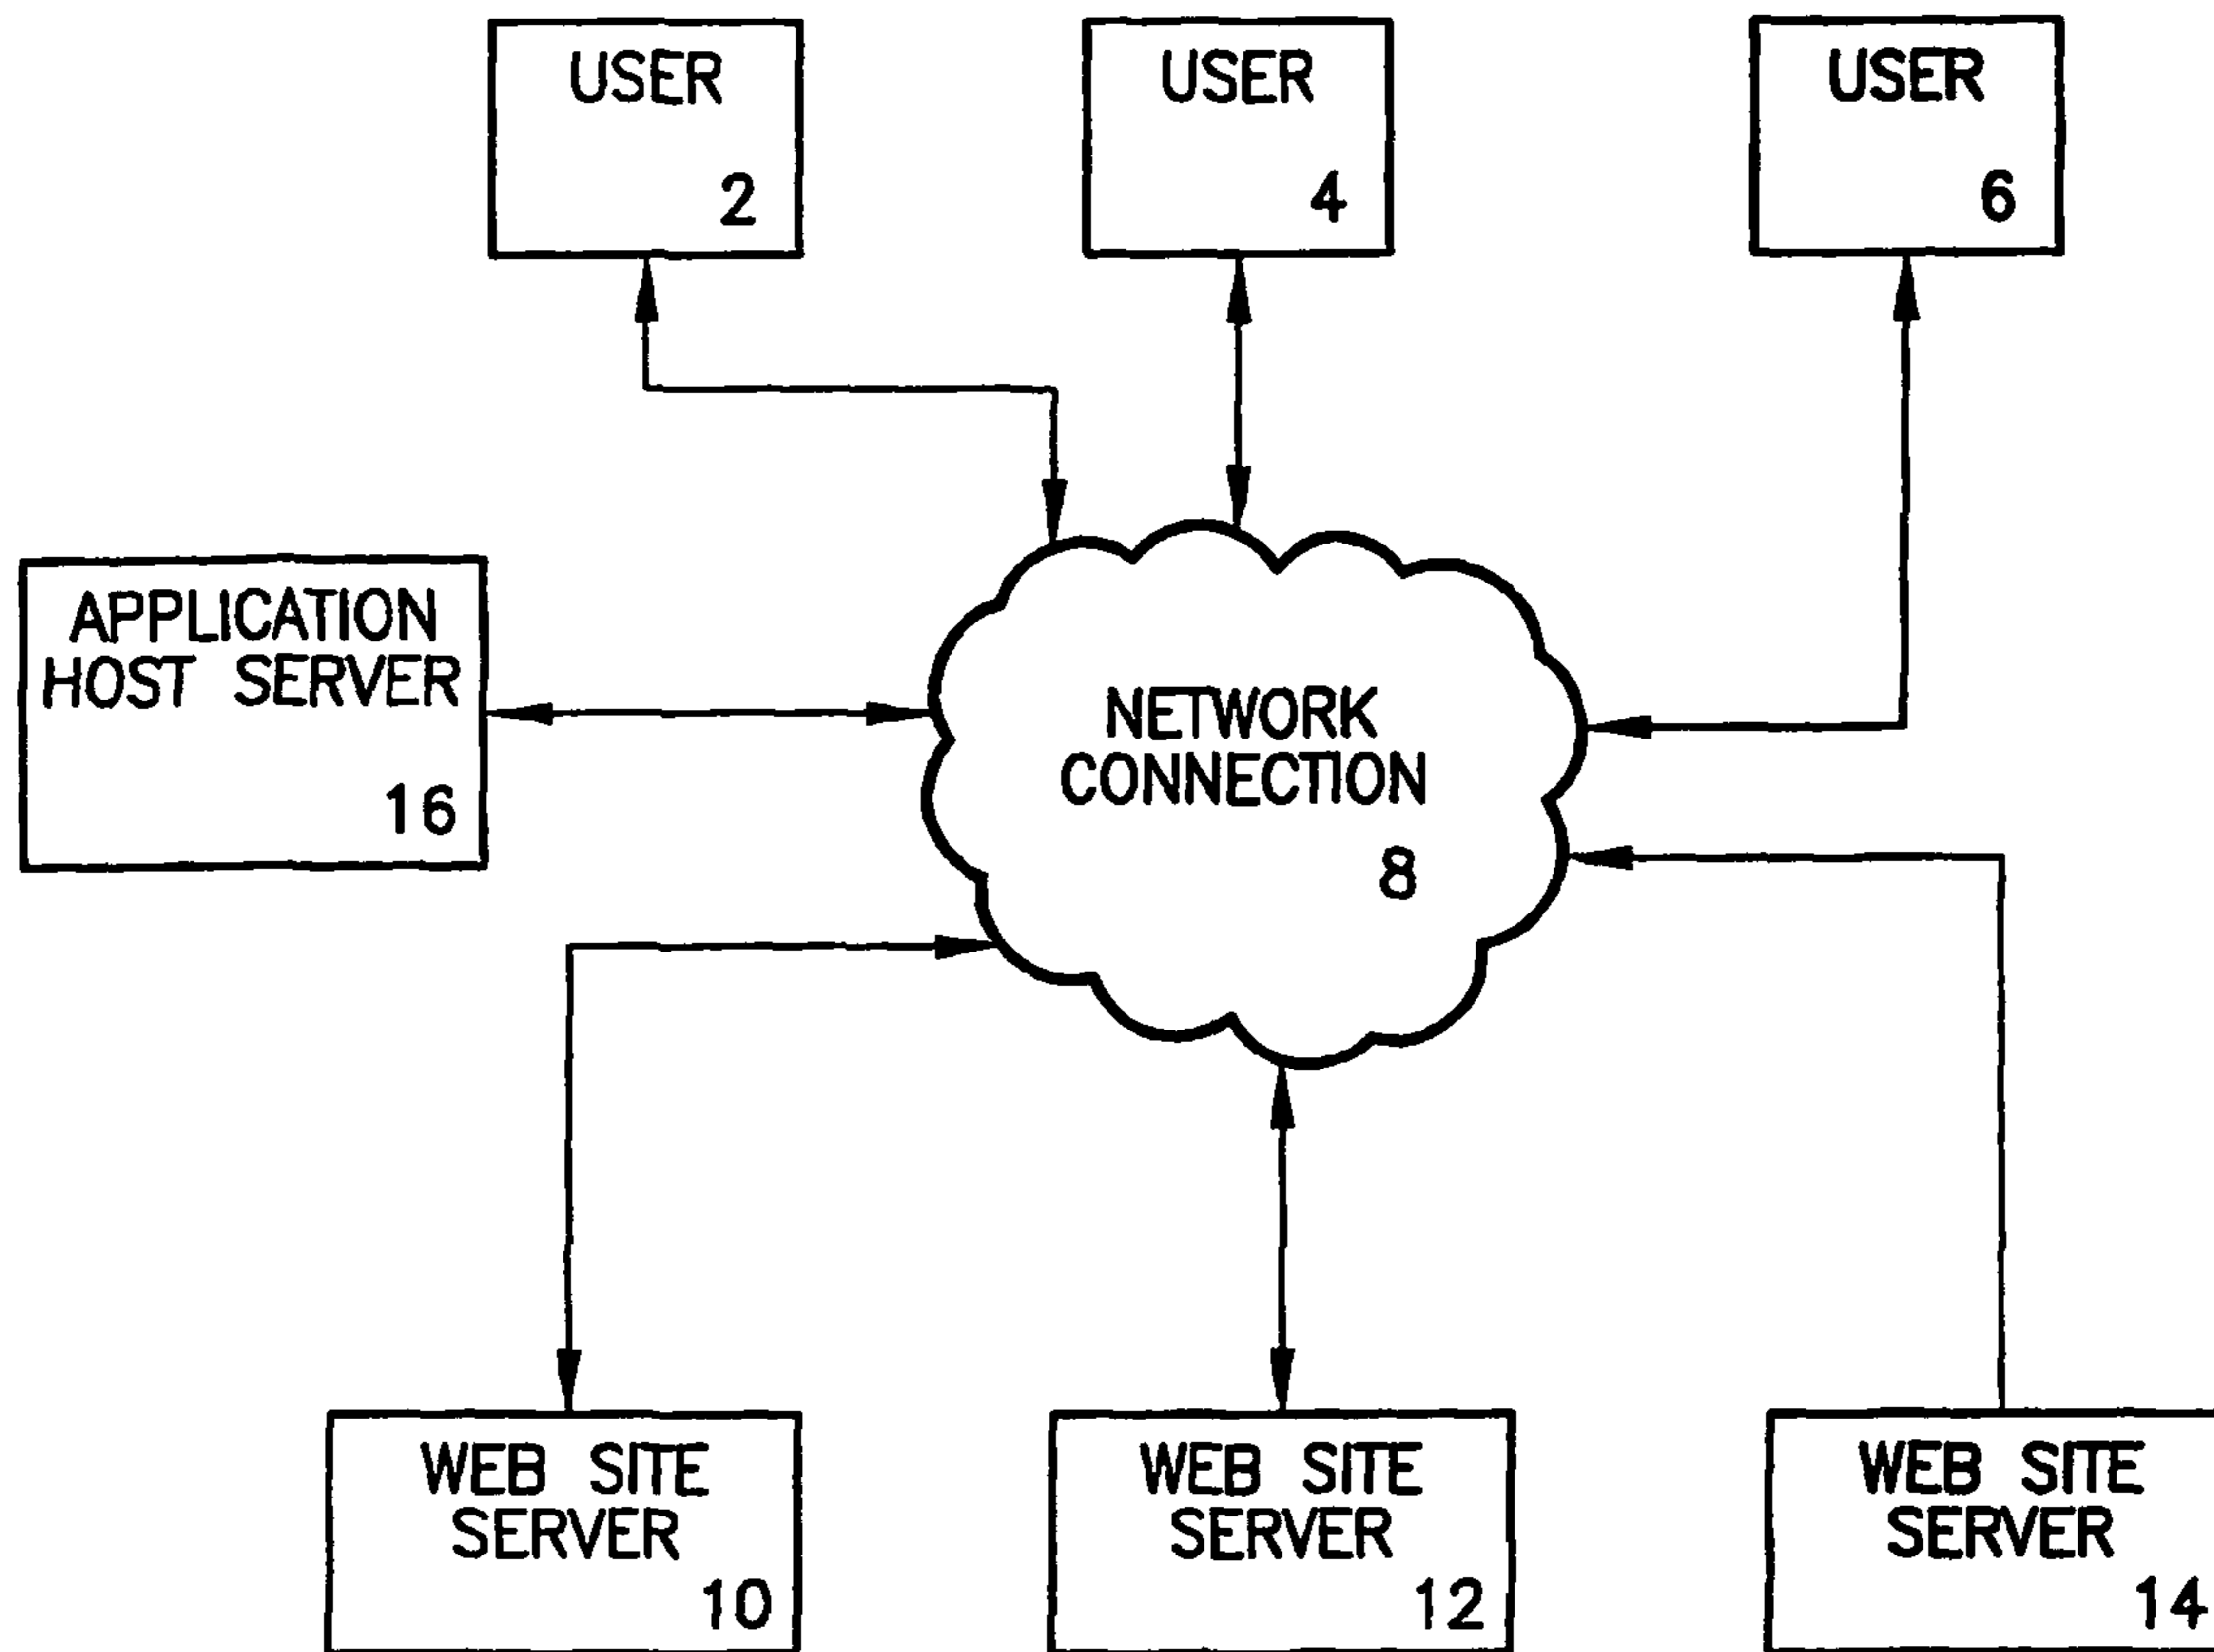 USER
2
USER
4
USER
6
APPLICATION
HOST SERVER
16
NETWORK
CONNECTION
8
WEB SITE
SERVER
10
WEB SITE
SERVER
12
WEB SITE
SERVER
14